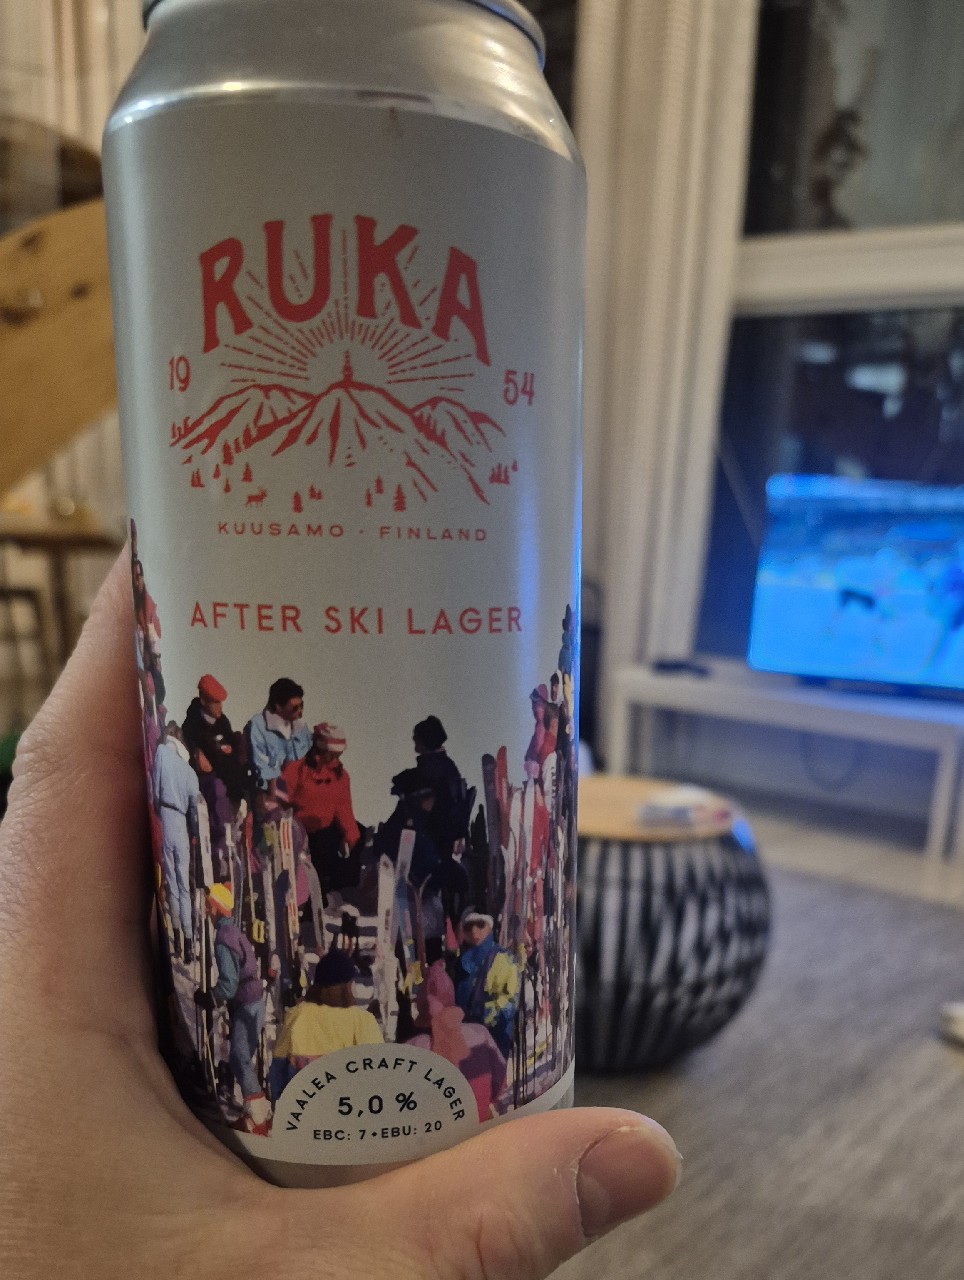 RUKA
19 54
KUUSAMO · FINLAND
AFTER SKI LAGER
VAALEA CRAFT LAGER
5,0 %
EBC: 7 • EBU: 20